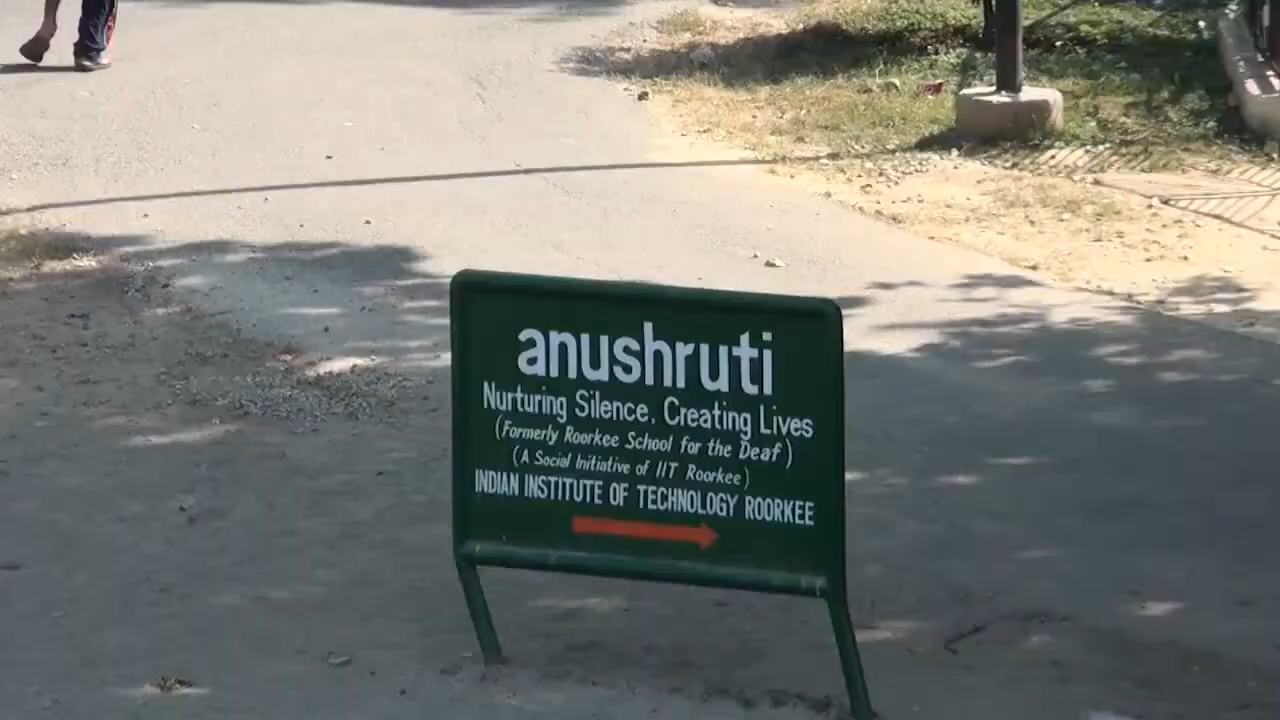 anushruti
Nurturing Silence, Creating Lives
(Formerly Roorkee School for the Deaf)
(A Social Initiative of IIT Roorkee)
INDIAN INSTITUTE OF TECHNOLOGY ROORKEE